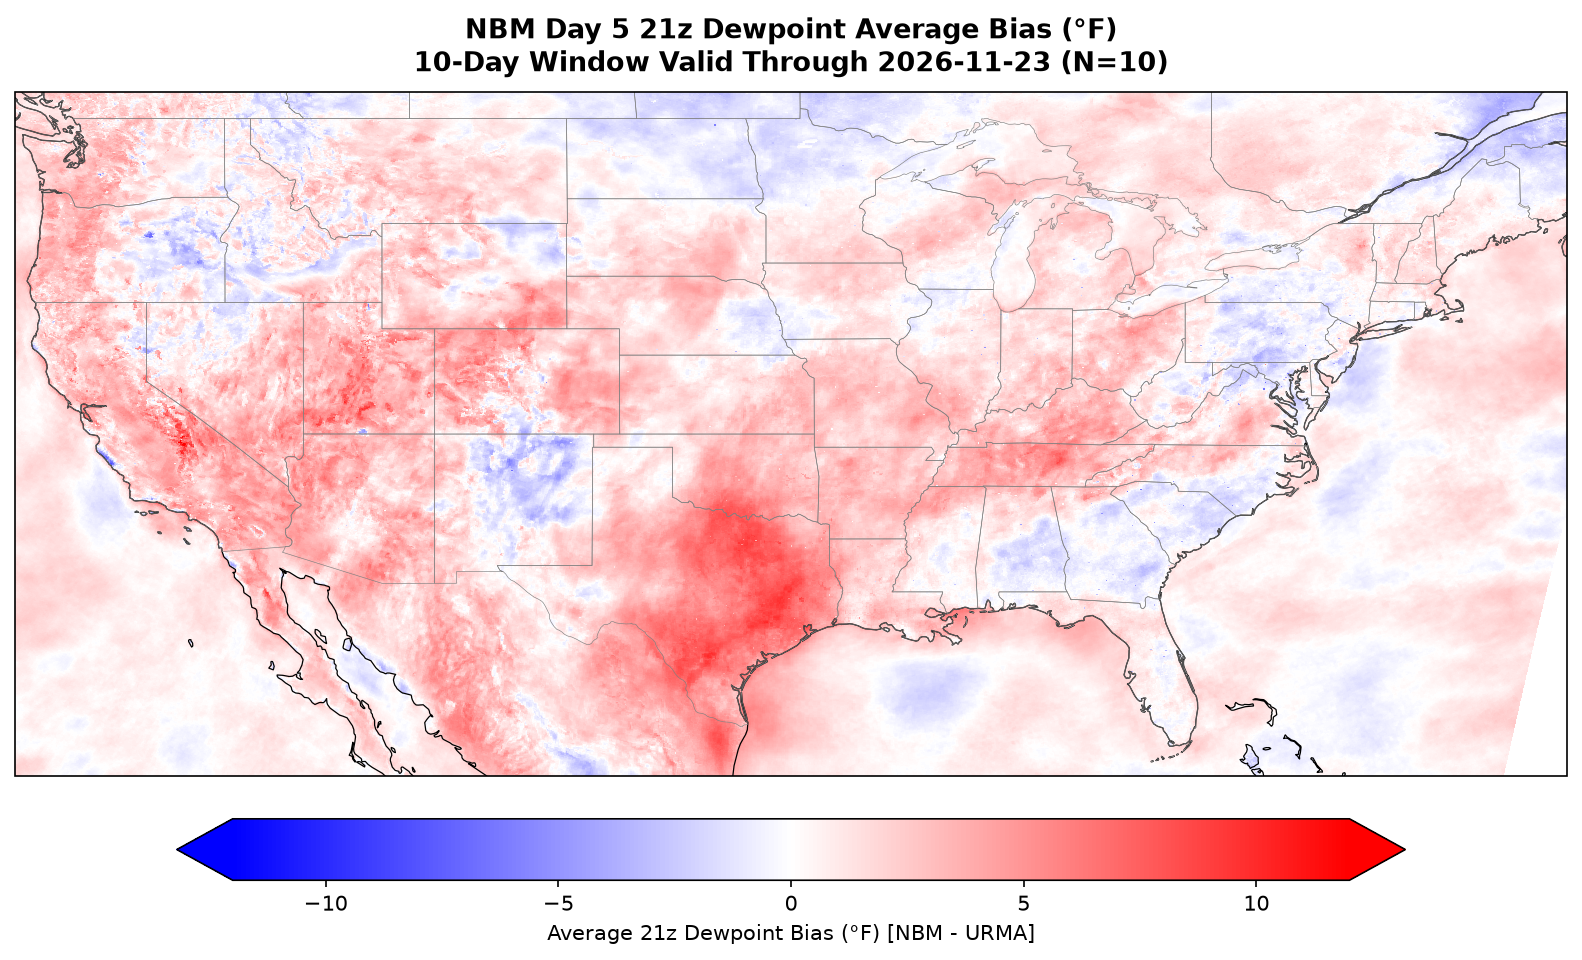 NBM Day 5 21z Dewpoint Average Bias (°F)
10-Day Window Valid Through 2026-11-23 (N=10)
−10 −5 0 5 10
Average 21z Dewpoint Bias (°F) [NBM - URMA]